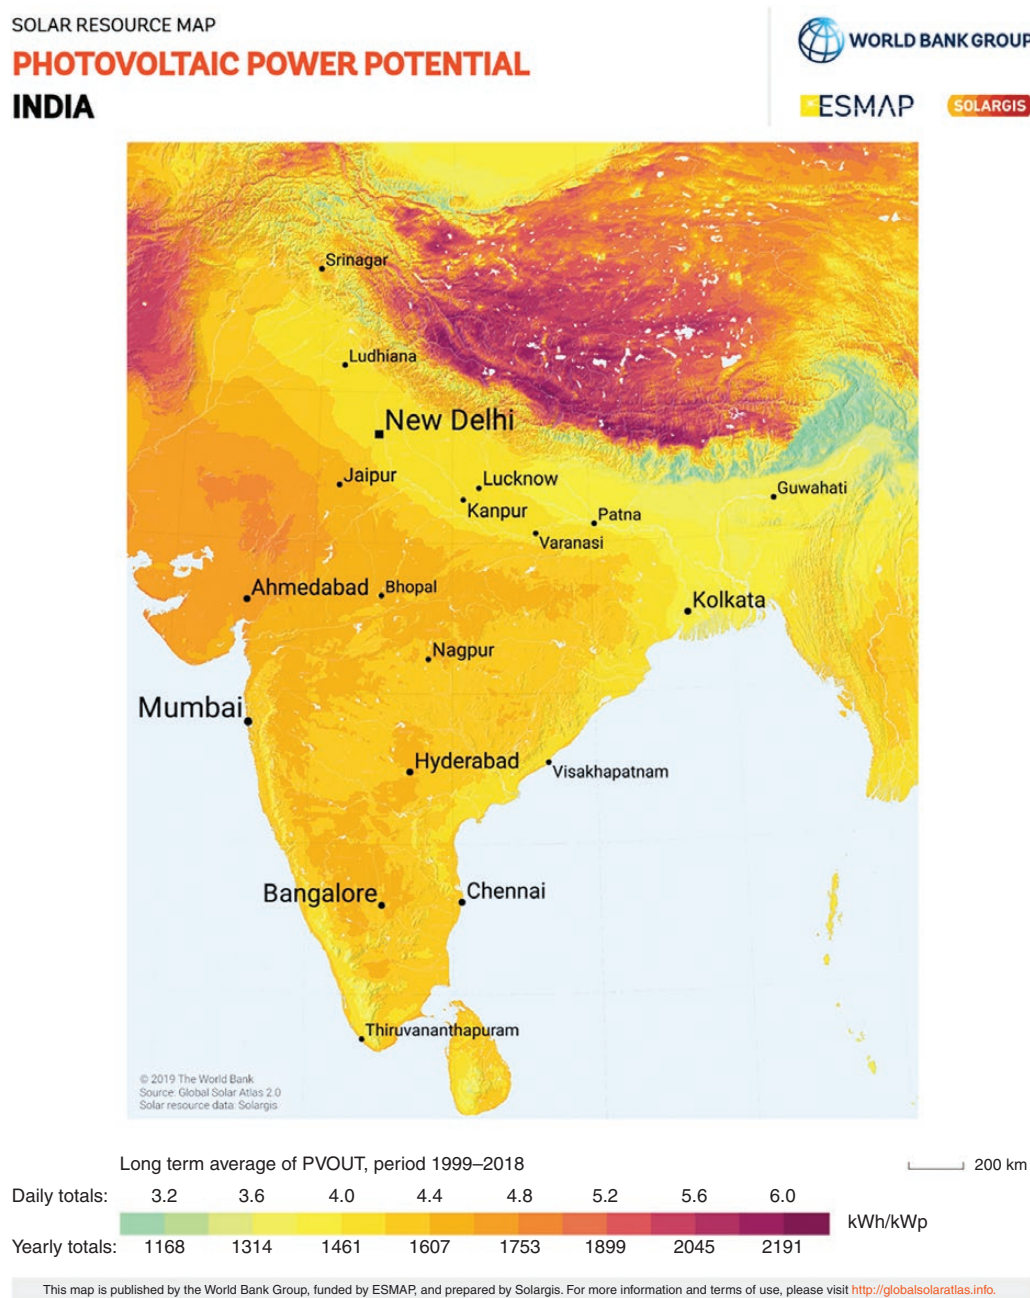 SOLAR RESOURCE MAP
PHOTOVOLTAIC POWER POTENTIAL
INDIA
WORLD BANK GROUP
ESMAP
SOLARGIS
Srinagar
Ludhiana
New Delhi
Jaipur
Lucknow
Kanpur
Guwahati
Patna
Varanasi
Ahmedabad
Bhopal
Kolkata
Nagpur
Mumbai
Hyderabad
Visakhapatnam
Bangalore
Chennai
Thiruvananthapuram
© 2019 The World Bank
Source: Global Solar Atlas 2.0
Solar resource data: Solargis
Long term average of PVOUT, period 1999–2018
200 km
Daily totals: 3.2 3.6 4.0 4.4 4.8 5.2 5.6 6.0
kWh/kWp
Yearly totals: 1168 1314 1461 1607 1753 1899 2045 2191
This map is published by the World Bank Group, funded by ESMAP, and prepared by Solargis. For more information and terms of use, please visit http://globalsolaratlas.info.